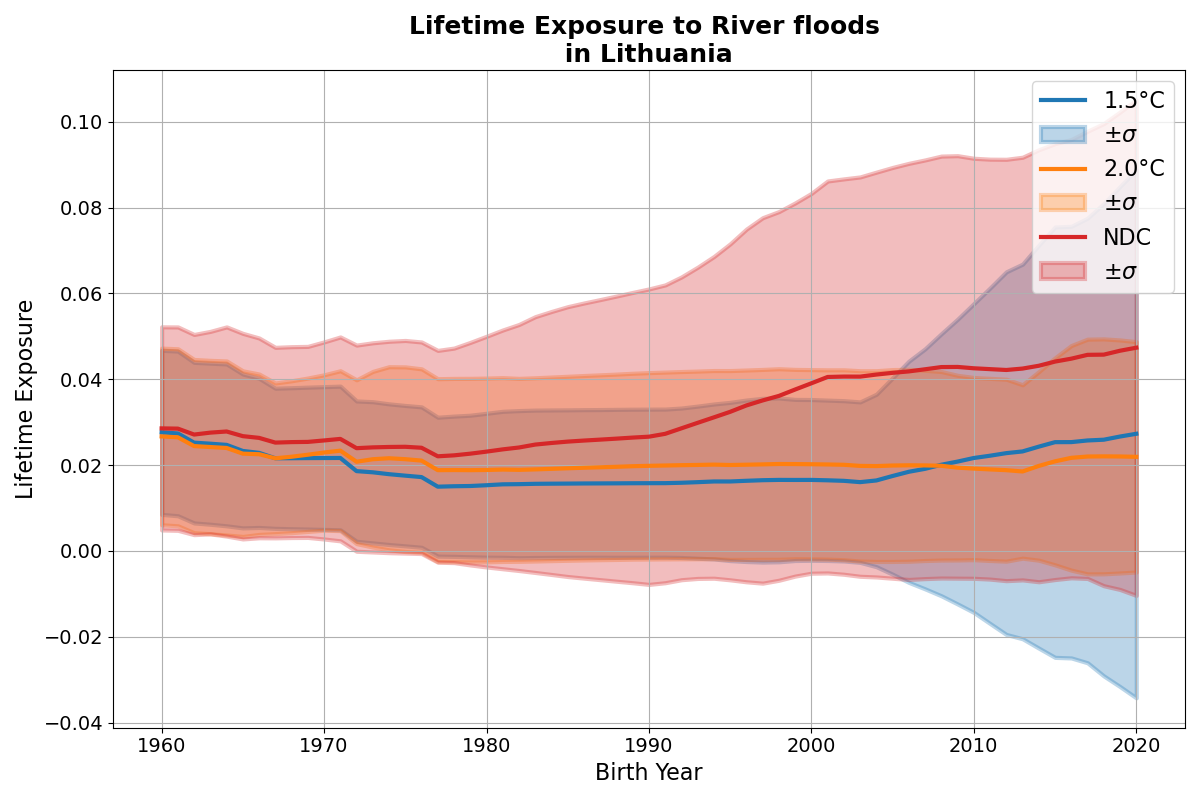 Lifetime Exposure to River floods
in Lithuania
1.5°C
±σ
2.0°C
±σ
NDC
±σ
Lifetime Exposure
0.10
0.08
0.06
0.04
0.02
0.00
−0.02
−0.04
1960 1970 1980 1990 2000 2010 2020
Birth Year